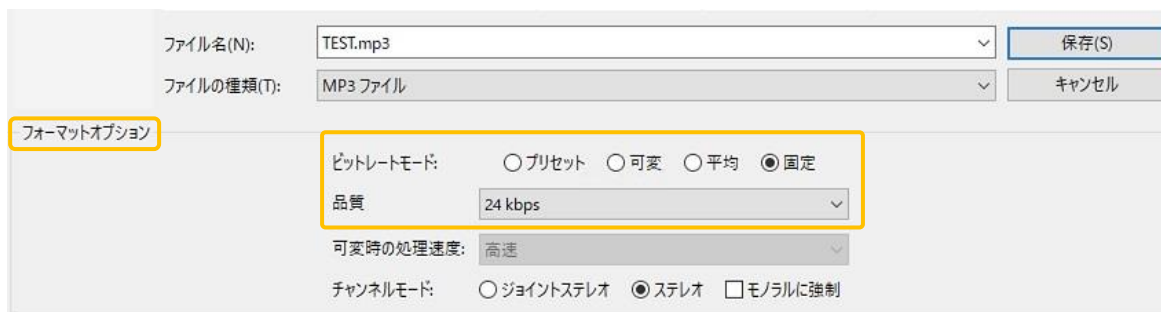 ファイル名(N): TEST.mp3 保存(S)
ファイルの種類(T): MP3 ファイル キャンセル
フォーマットオプション
ビットレートモード: プリセット 可変 平均 固定
品質 24 kbps
可変時の処理速度: 高速
チャンネルモード: ジョイントステレオ ステレオ モノラルに強制